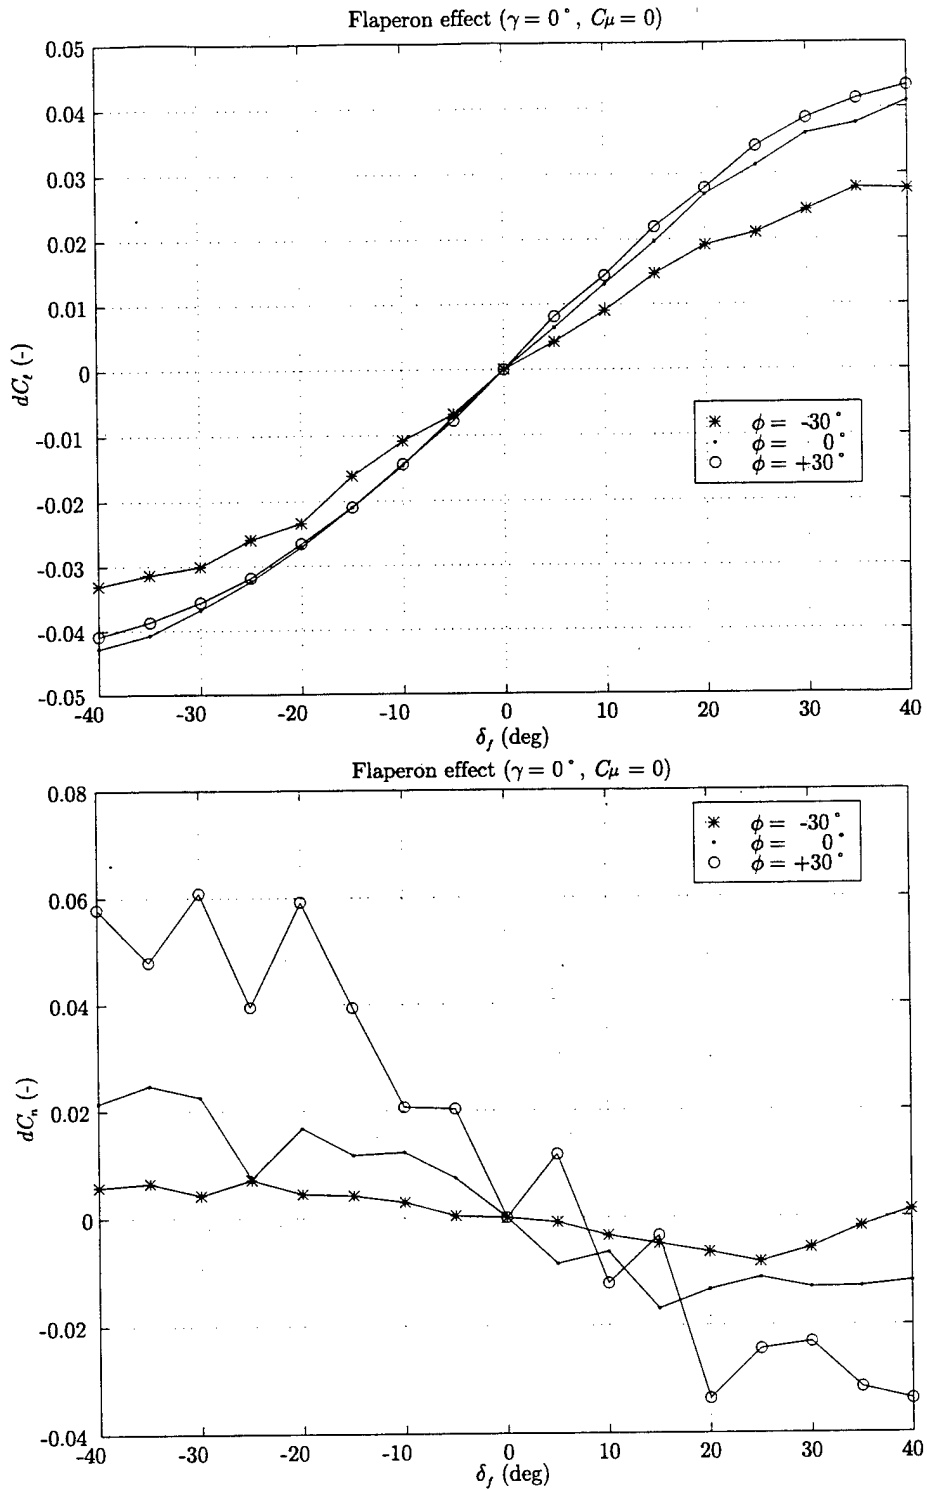 Flaperon effect (γ = 0°, Cμ = 0)
0.05
0.04
0.03
0.02
0.01
0
-0.01
-0.02
-0.03
-0.04
-0.05
dCℓ (-)
ϕ = -30°
ϕ = 0°
ϕ = +30°
-40 -30 -20 -10 0 10 20 30 40
δf (deg)
Flaperon effect (γ = 0°, Cμ = 0)
0.08
0.06
0.04
0.02
0
-0.02
-0.04
dCn (-)
ϕ = -30°
ϕ = 0°
ϕ = +30°
-40 -30 -20 -10 0 10 20 30 40
δf (deg)